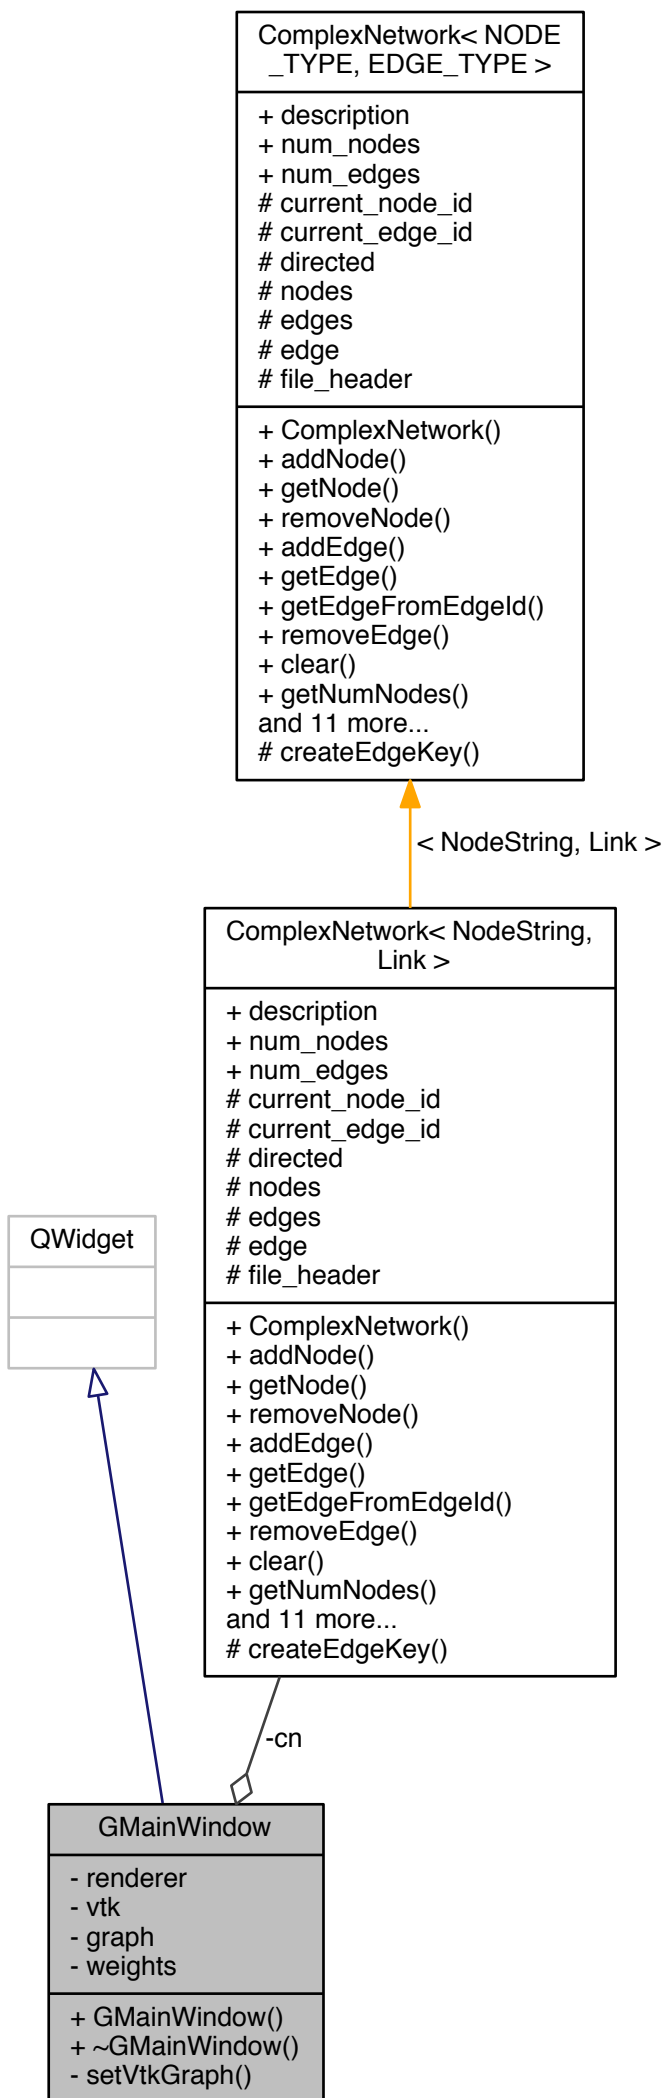 ComplexNetwork< NODE
_TYPE, EDGE_TYPE >
+ description
+ num_nodes
+ num_edges
# current_node_id
# current_edge_id
# directed
# nodes
# edges
# edge
# file_header
+ ComplexNetwork()
+ addNode()
+ getNode()
+ removeNode()
+ addEdge()
+ getEdge()
+ getEdgeFromEdgeId()
+ removeEdge()
+ clear()
+ getNumNodes()
and 11 more...
# createEdgeKey()
< NodeString, Link >
ComplexNetwork< NodeString,
Link >
+ description
+ num_nodes
+ num_edges
# current_node_id
# current_edge_id
# directed
# nodes
# edges
# edge
# file_header
+ ComplexNetwork()
+ addNode()
+ getNode()
+ removeNode()
+ addEdge()
+ getEdge()
+ getEdgeFromEdgeId()
+ removeEdge()
+ clear()
+ getNumNodes()
and 11 more...
# createEdgeKey()
QWidget
-cn
GMainWindow
- renderer
- vtk
- graph
- weights
+ GMainWindow()
+ ~GMainWindow()
- setVtkGraph()